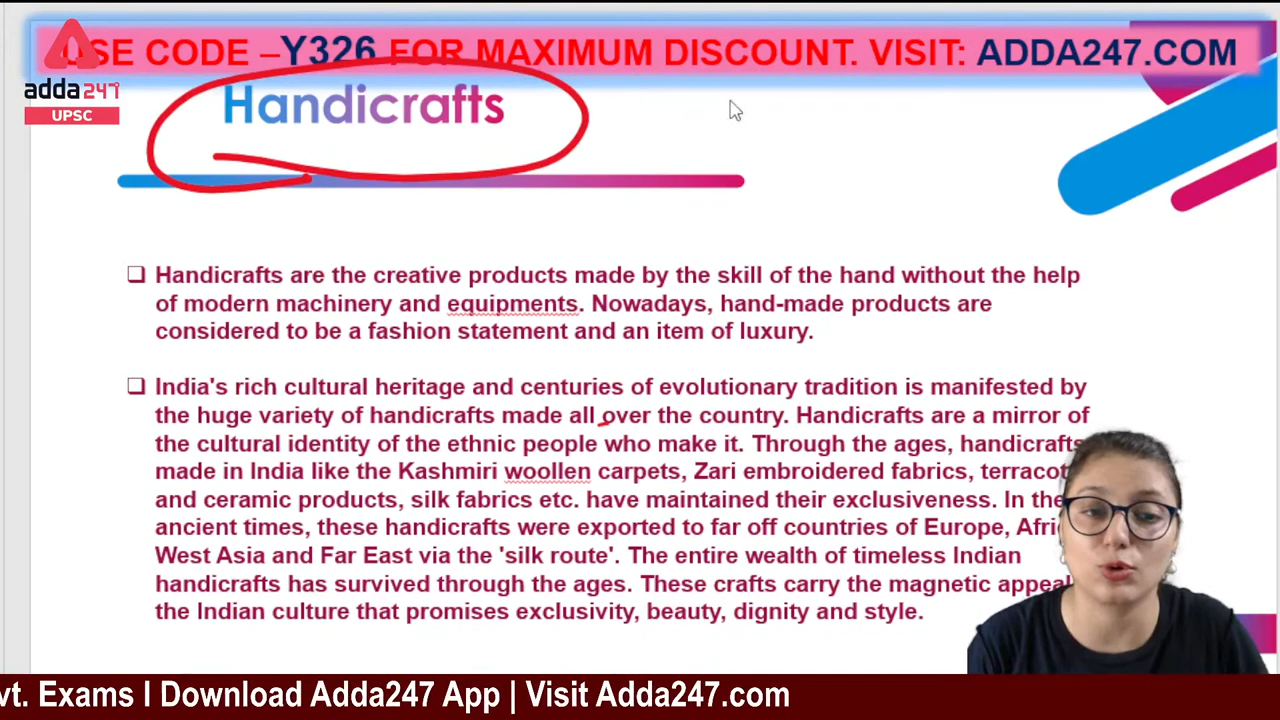 USE CODE –Y326 FOR MAXIMUM DISCOUNT. VISIT: ADDA247.COM
adda247
UPSC
Handicrafts
Handicrafts are the creative products made by the skill of the hand without the help
of modern machinery and equipments. Nowadays, hand-made products are
considered to be a fashion statement and an item of luxury.
India's rich cultural heritage and centuries of evolutionary tradition is manifested by
the huge variety of handicrafts made all over the country. Handicrafts are a mirror of
the cultural identity of the ethnic people who make it. Through the ages, handicrafts
made in India like the Kashmiri woollen carpets, Zari embroidered fabrics,
and ceramic products, silk fabrics etc. have maintained their exclusiveness. In the
ancient times, these handicrafts were exported to far off countries of Europe,
West Asia and Far East via the 'silk route'. The entire wealth of timeless Indian
handicrafts has survived through the ages. These crafts carry the magnetic appeal
the Indian culture that promises exclusivity, beauty, dignity and style.
vt. Exams I Download Adda247 App | Visit Adda247.com